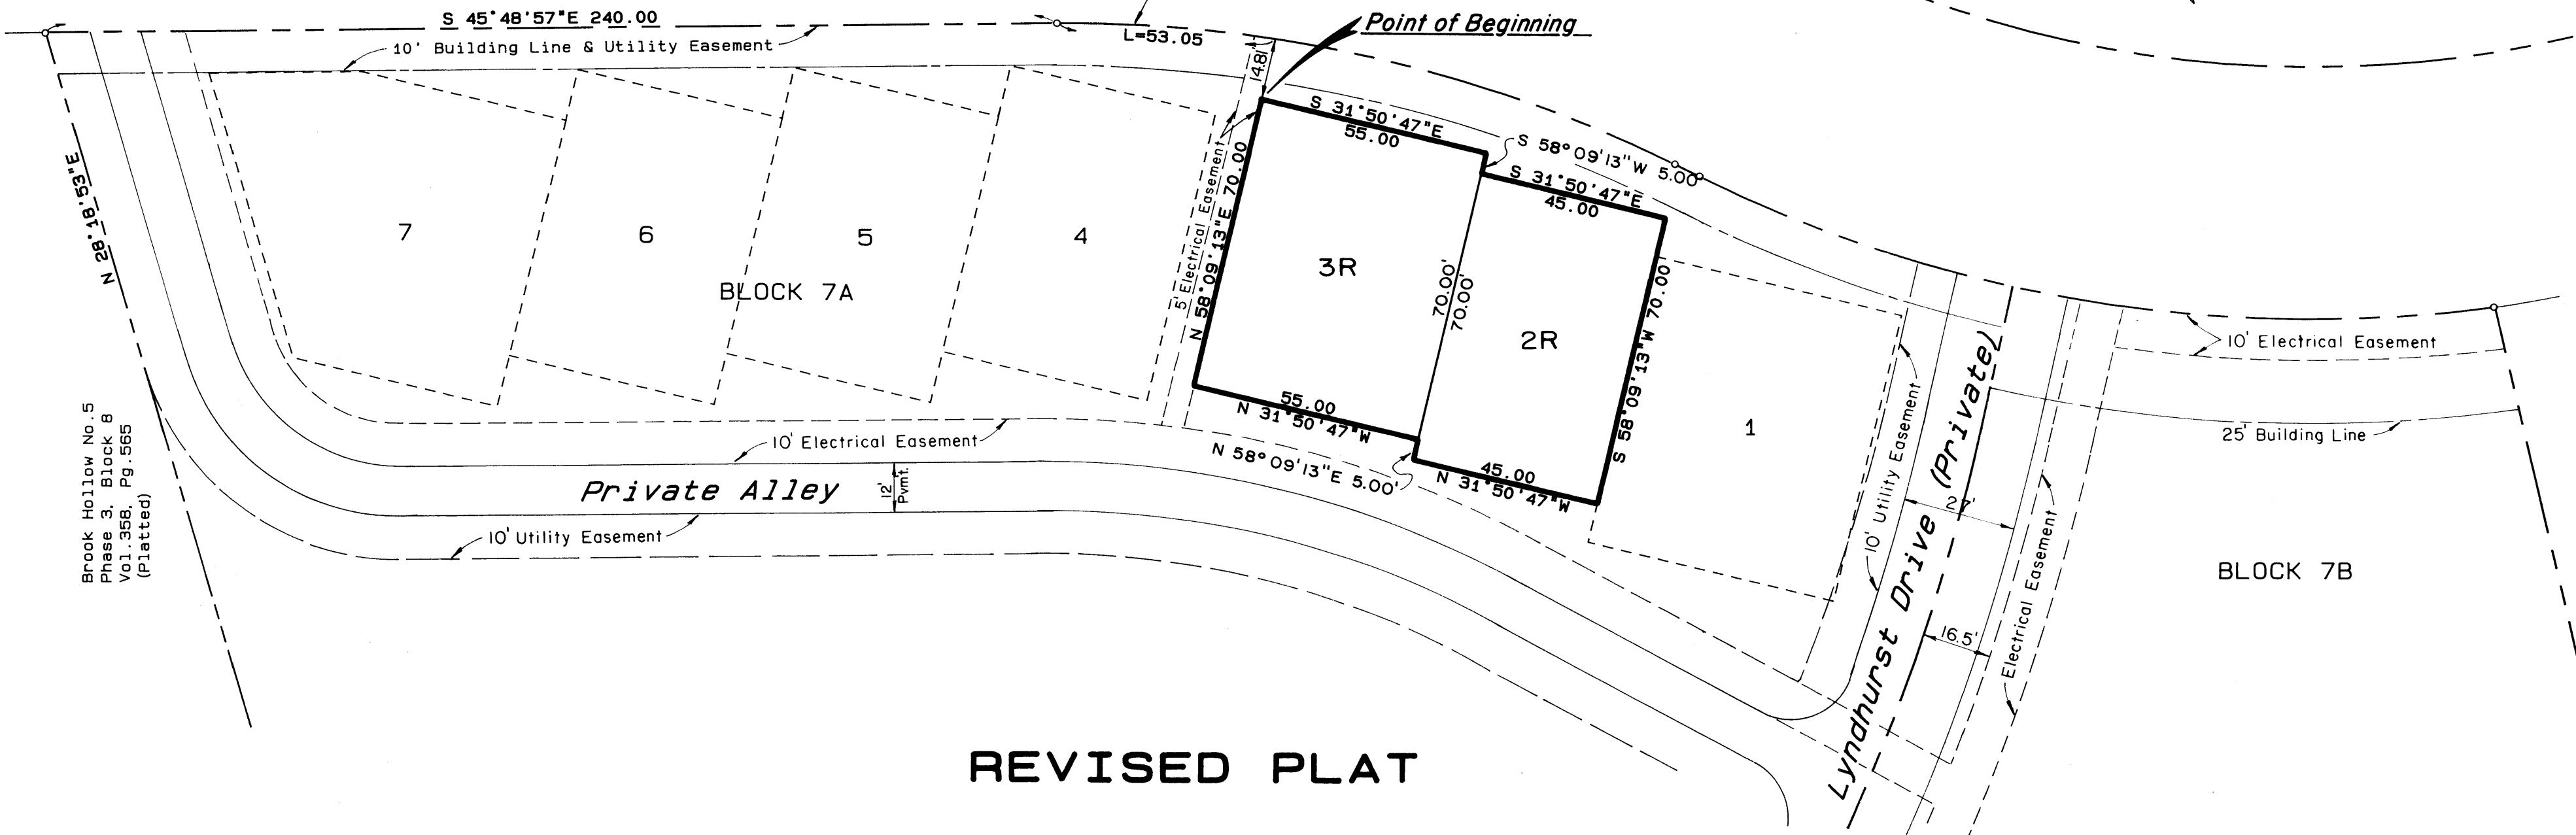 S 45°48'57"E 240.00
10' Building Line & Utility Easement
L=53.05
Point of Beginning
14.81'
S 31°50'47"E
55.00
S 58°09'13"W 5.00'
S 31°50'47"E
45.00
N 28°18'53"E
7
6
5
4
BLOCK 7A
5' Electrical Easement
N 58°09'13"E 70.00
3R
70.00'
70.00'
2R
S 58°09'13"W 70.00
1
55.00
N 31°50'47"W
N 58°09'13"E 5.00'
45.00
N 31°50'47"W
10' Electrical Easement
Private Alley
12'
Pvmt.
10' Utility Easement
Brook Hollow No.5
Phase 3, Block 8
Vol.358, Pg.565
(Platted)
10' Utility Easement
Lyndhurst Drive (Private)
27'
16.5'
Electrical Easement
10' Electrical Easement
25' Building Line
BLOCK 7B
REVISED PLAT